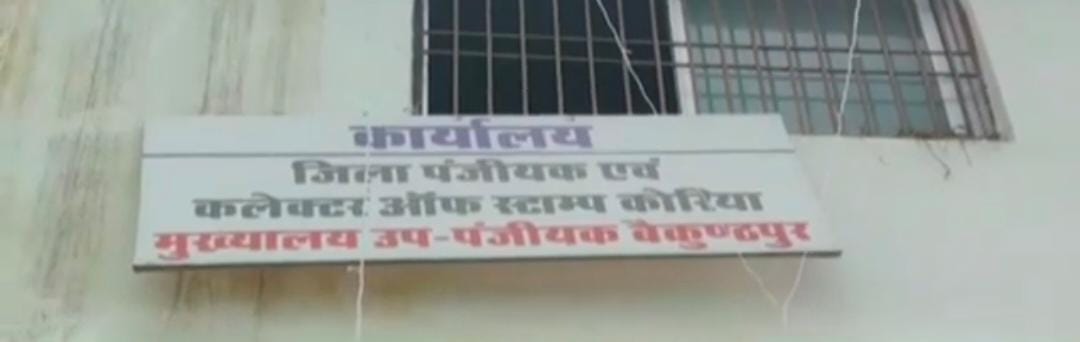 कार्यालय
जिला पंजीयक एवं
कलेक्टर ऑफ स्टाम्प कोरिया
मुख्यालय उप-पंजीयक बैकुण्ठपुर